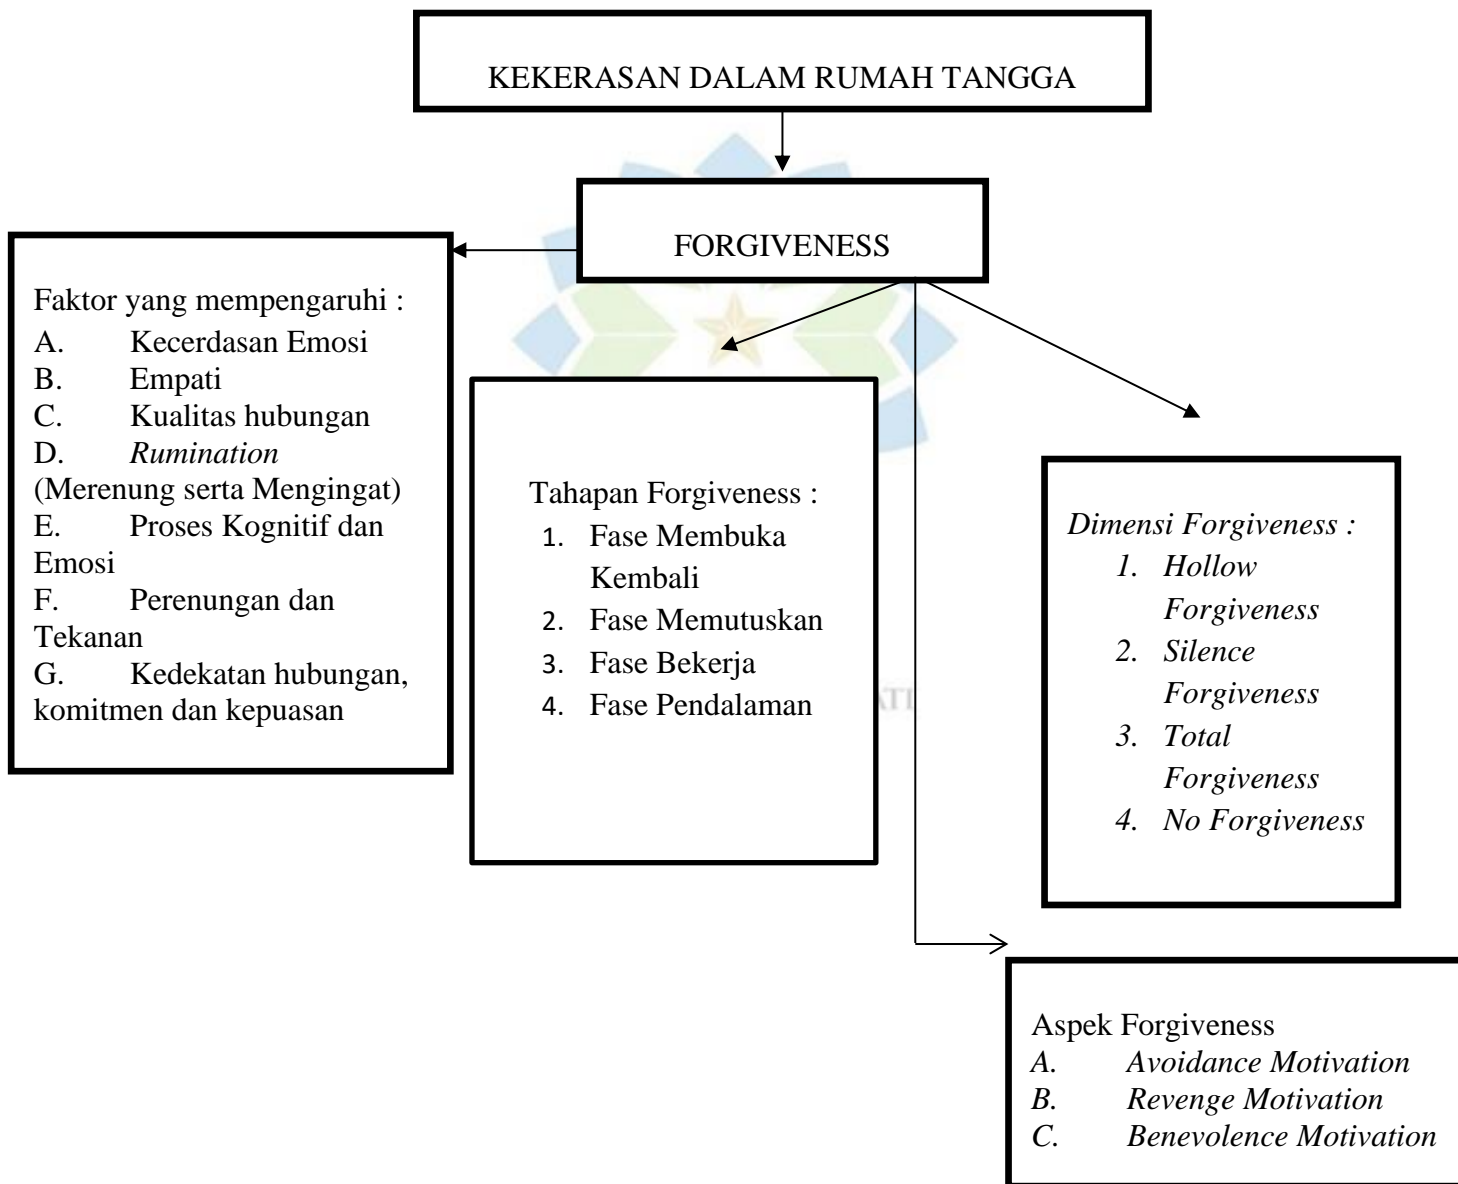 KEKERASAN DALAM RUMAH TANGGA
FORGIVENESS
Faktor yang mempengaruhi :
A. Kecerdasan Emosi
B. Empati
C. Kualitas hubungan
D. Rumination
(Merenung serta Mengingat)
E. Proses Kognitif dan
Emosi
F. Perenungan dan
Tekanan
G. Kedekatan hubungan,
komitmen dan kepuasan
Tahapan Forgiveness :
1. Fase Membuka
Kembali
2. Fase Memutuskan
3. Fase Bekerja
4. Fase Pendalaman
Dimensi Forgiveness :
1. Hollow
Forgiveness
2. Silence
Forgiveness
3. Total
Forgiveness
4. No Forgiveness
Aspek Forgiveness
A. Avoidance Motivation
B. Revenge Motivation
C. Benevolence Motivation